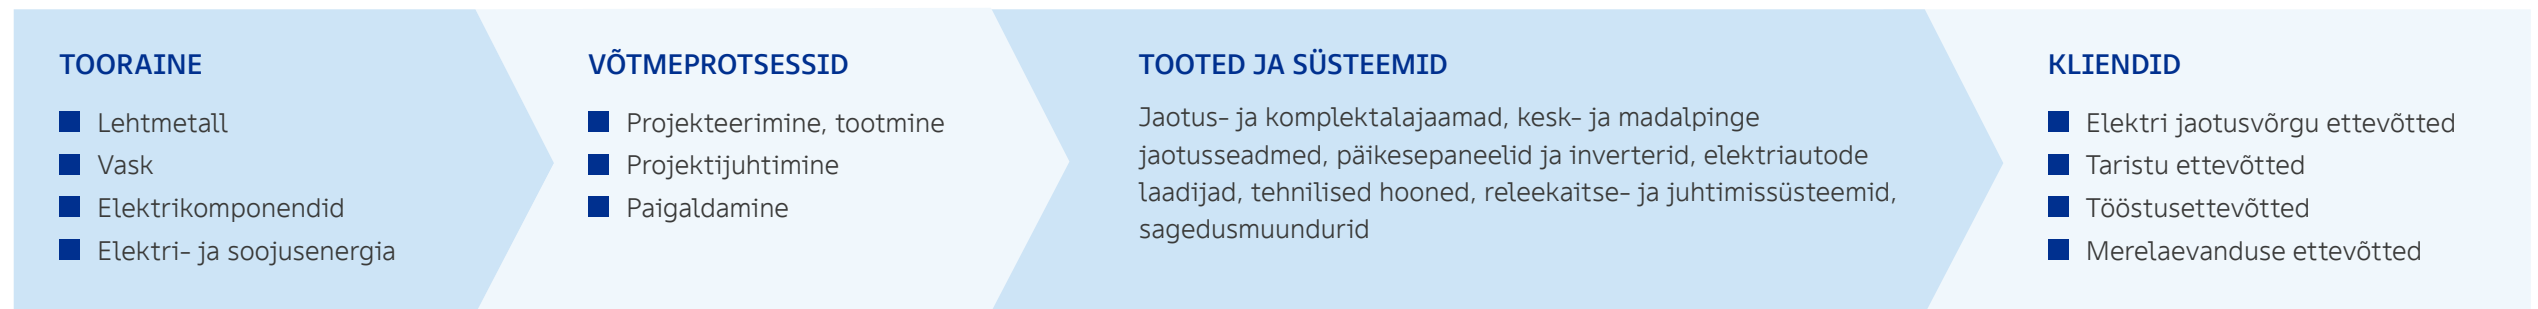 TOORAINE
Lehtmetall
Vask
Elektrikomponendid
Elektri- ja soojusenergia
VÕTMEPROTSESSID
Projekteerimine, tootmine
Projektijuhtimine
Paigaldamine
TOOTED JA SÜSTEEMID
Jaotus- ja komplektalajaamad, kesk- ja madalpinge
jaotusseadmed, päikesepaneelid ja inverterid, elektriautode
laadijad, tehnilised hooned, releekaitse- ja juhtimissüsteemid,
sagedusmuundurid
KLIENDID
Elektri jaotusvõrgu ettevõtted
Taristu ettevõtted
Tööstusettevõtted
Merelaevanduse ettevõtted